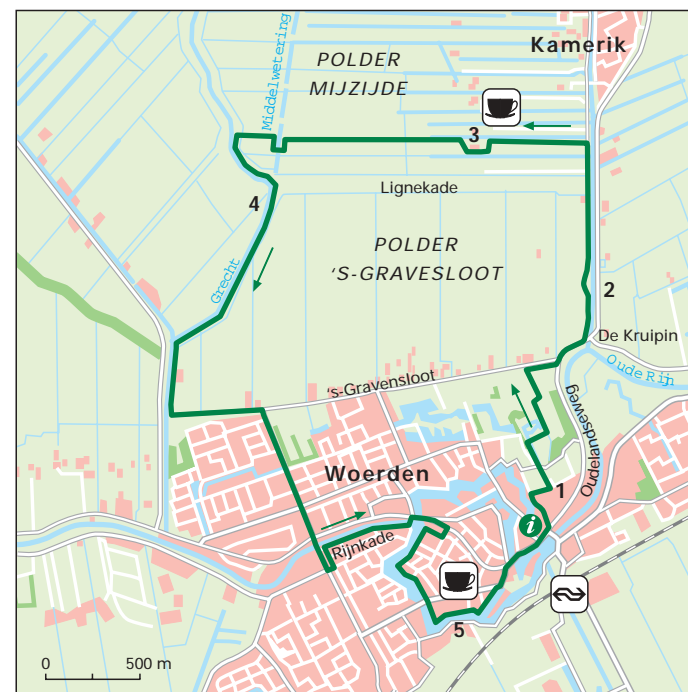 POLDER
MIJZIJDE
Kamerik
Middelwetering
3
Lignekade
4
POLDER
'S-GRAVESLOOT
Grecht
2
De Kruipin
Oude Rijn
's-Gravensloot
Oudelandseweg
Woerden
1
i
Rijnkade
5
0 500 m